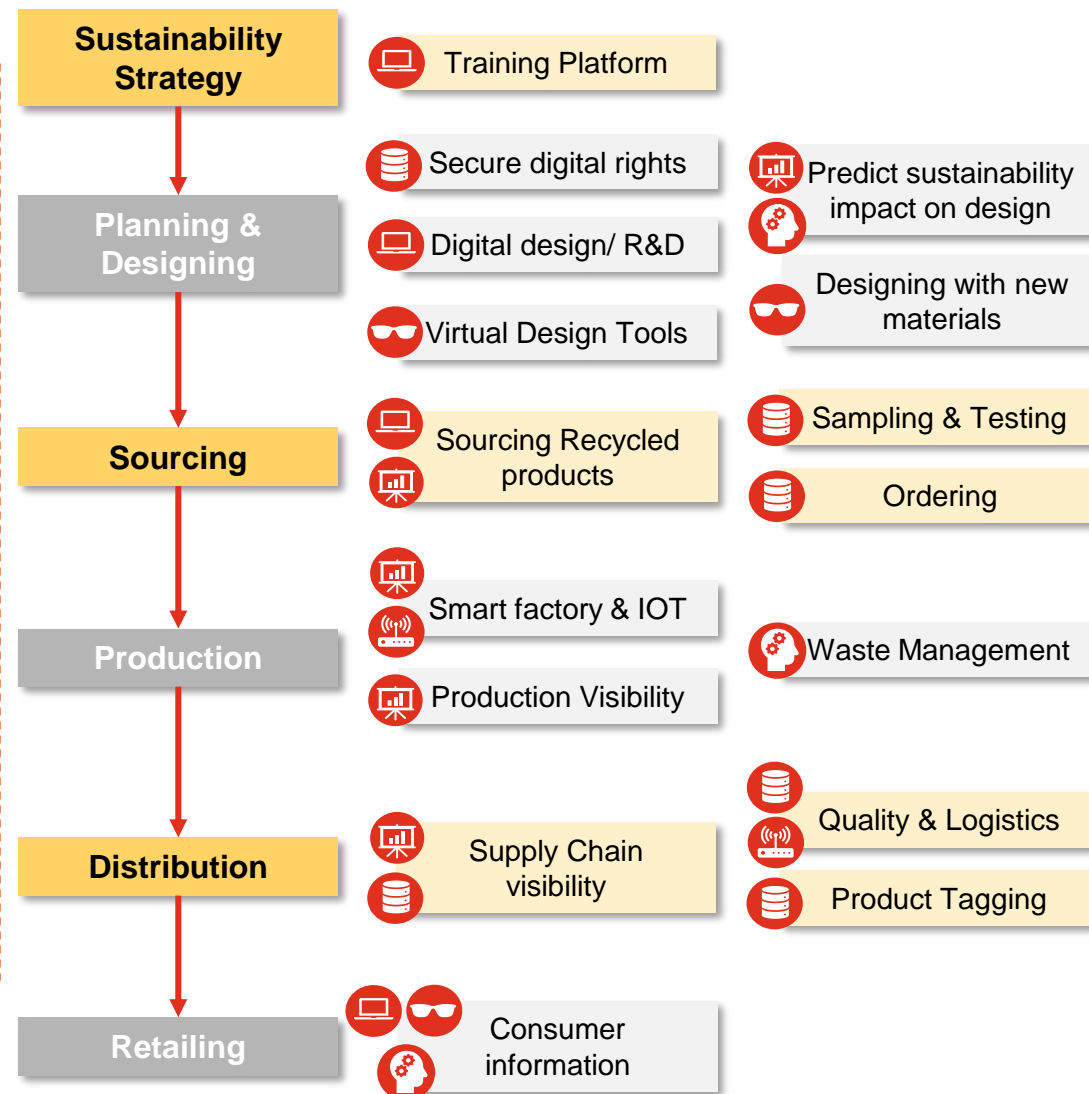 Sustainability
Strategy
Training Platform
Planning &
Designing
Secure digital rights
Digital design/ R&D
Virtual Design Tools
Predict sustainability
impact on design
Designing with new
materials
Sourcing
Sourcing Recycled
products
Sampling & Testing
Ordering
Production
Smart factory & IOT
Production Visibility
Waste Management
Distribution
Supply Chain
visibility
Quality & Logistics
Product Tagging
Retailing
Consumer
information